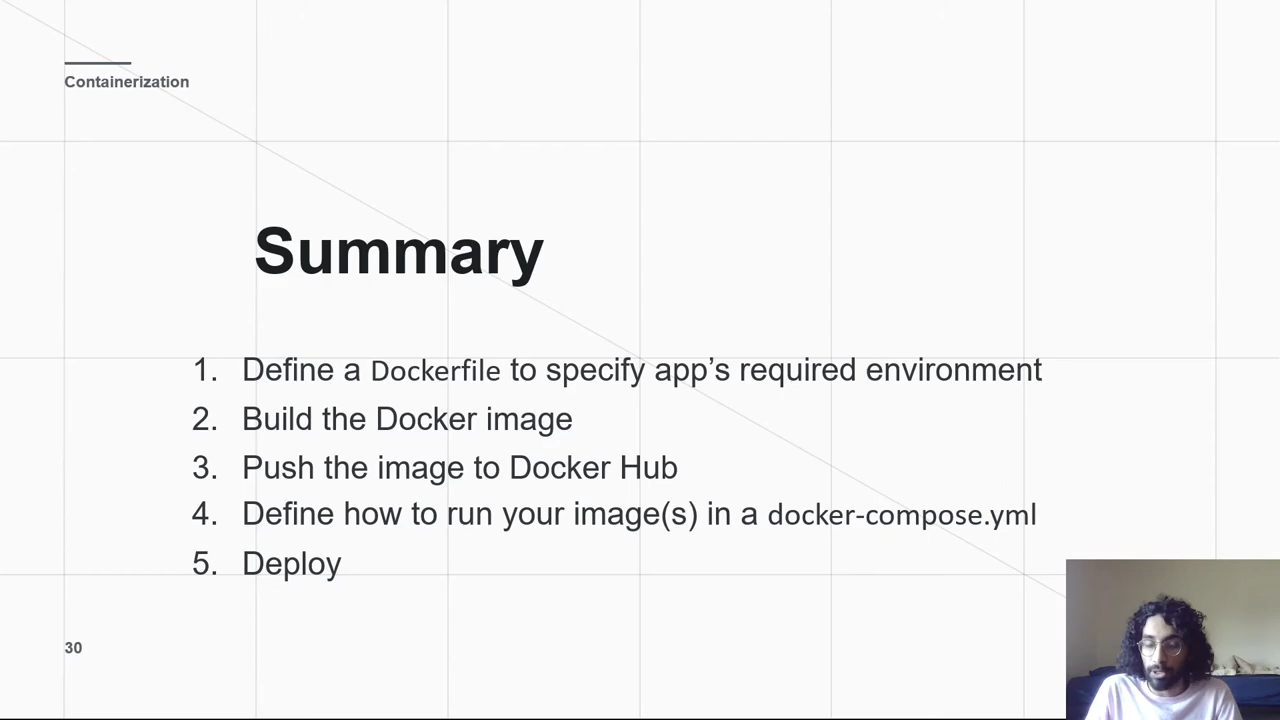 Containerization
Summary
1. Define a Dockerfile to specify app’s required environment
2. Build the Docker image
3. Push the image to Docker Hub
4. Define how to run your image(s) in a docker-compose.yml
5. Deploy
30